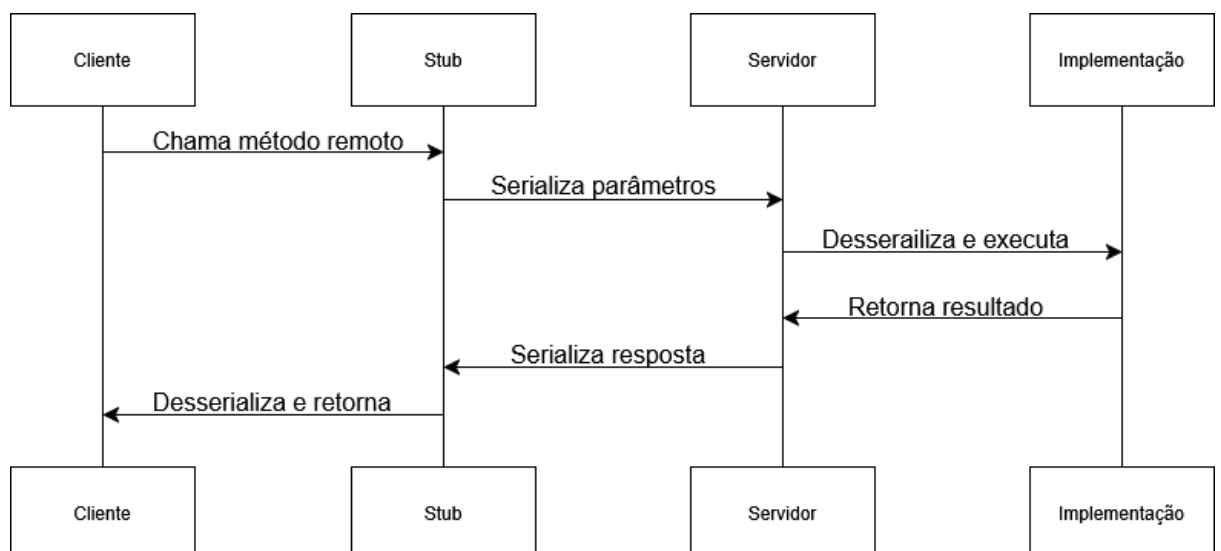 Cliente
Stub
Servidor
Implementação
Chama método remoto
Serializa parâmetros
Desserailiza e executa
Retorna resultado
Serializa resposta
Desserializa e retorna
Cliente
Stub
Servidor
Implementação